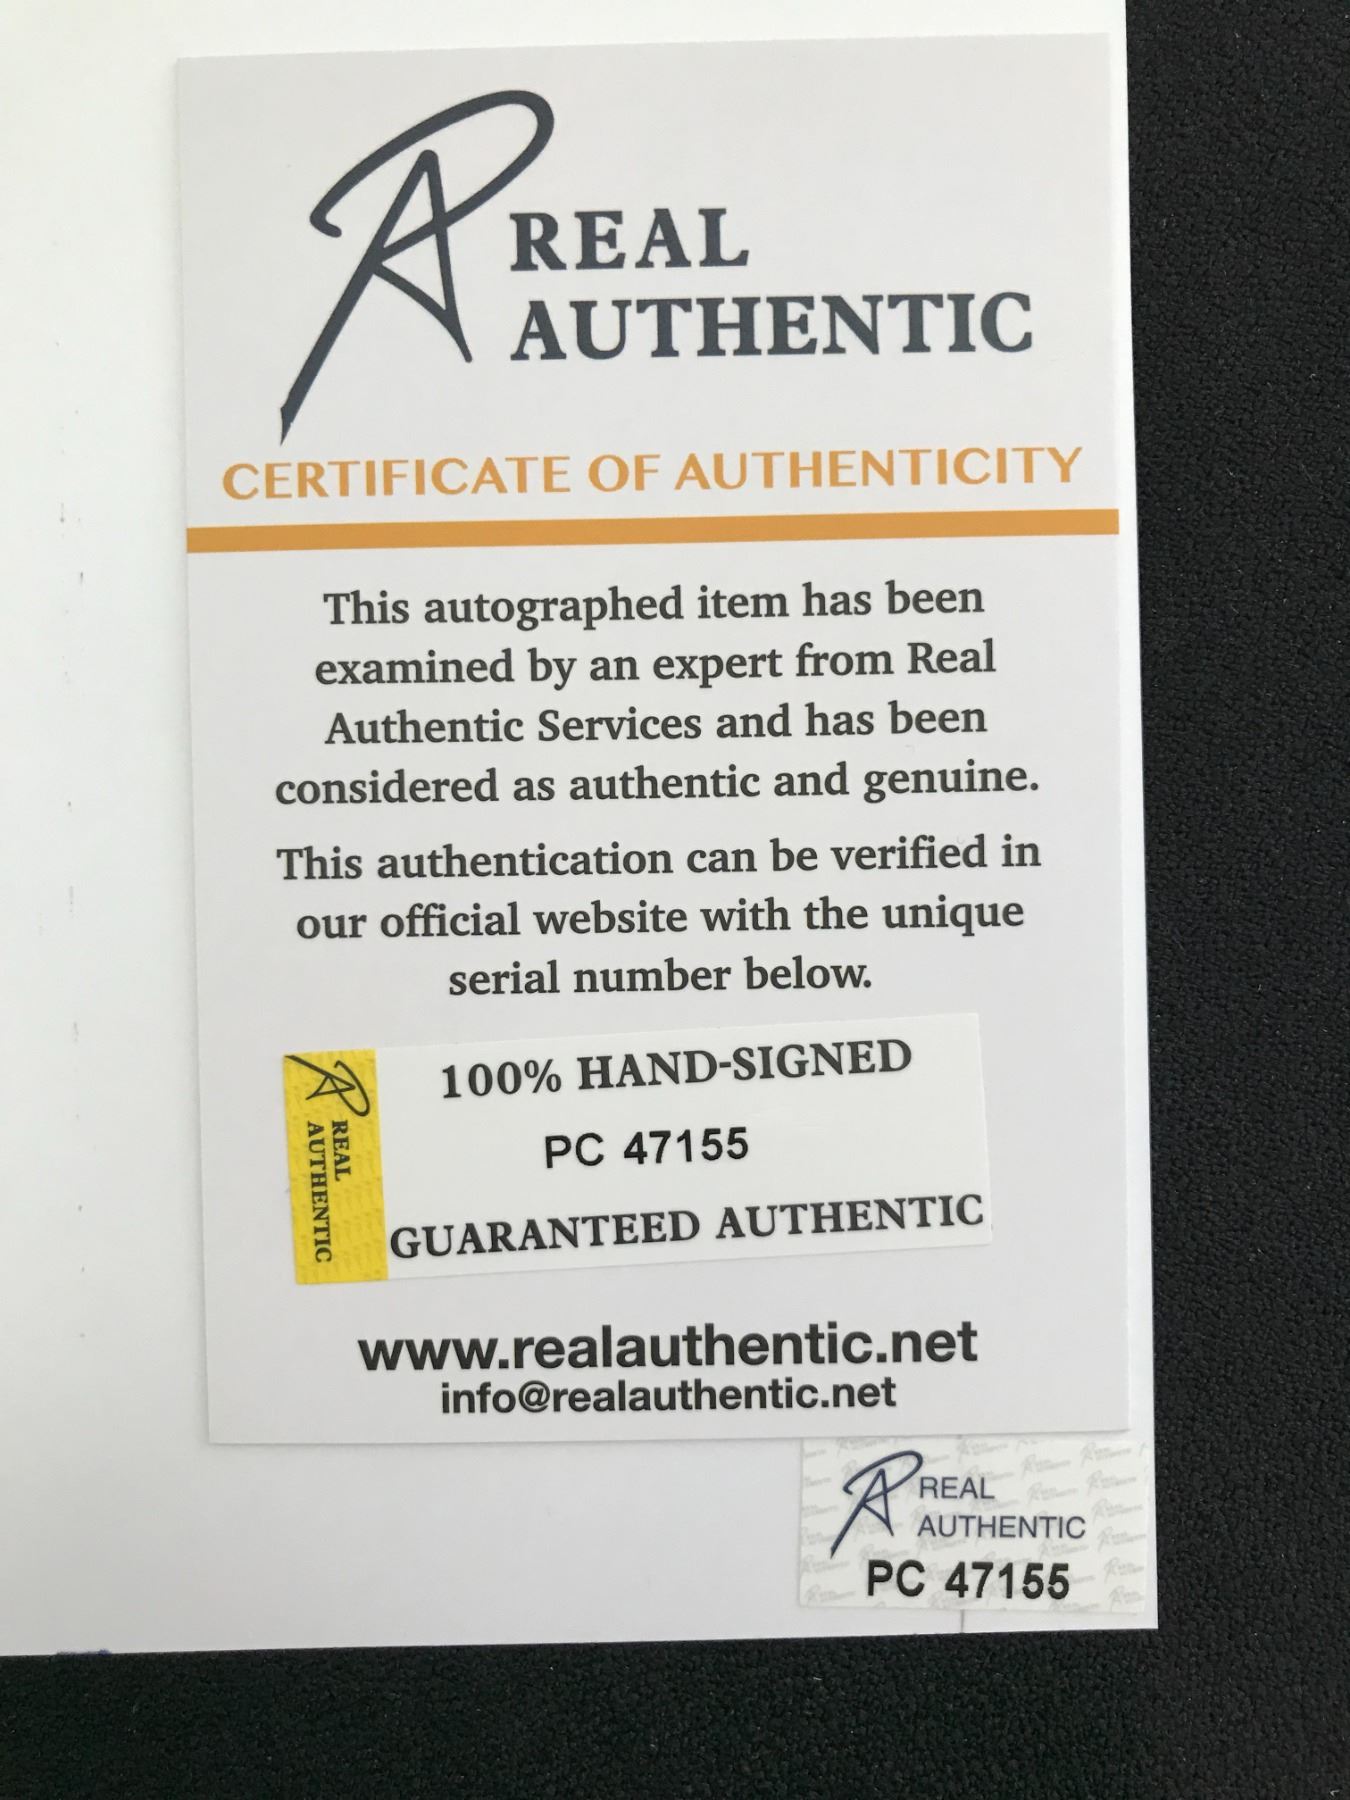 REAL
AUTHENTIC
CERTIFICATE OF AUTHENTICITY
This autographed item has been
examined by an expert from Real
Authentic Services and has been
considered as authentic and genuine.
This authentication can be verified in
our official website with the unique
serial number below.
REAL
AUTHENTIC
100% HAND-SIGNED
PC 47155
GUARANTEED AUTHENTIC
www.realauthentic.net
info@realauthentic.net
REAL
AUTHENTIC
PC 47155